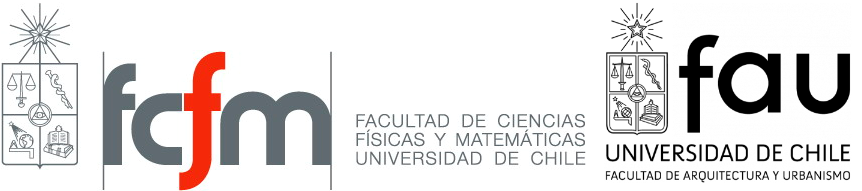 fcfm
FACULTAD DE CIENCIAS
FÍSICAS Y MATEMÁTICAS
UNIVERSIDAD DE CHILE
fau
UNIVERSIDAD DE CHILE
FACULTAD DE ARQUITECTURA Y URBANISMO